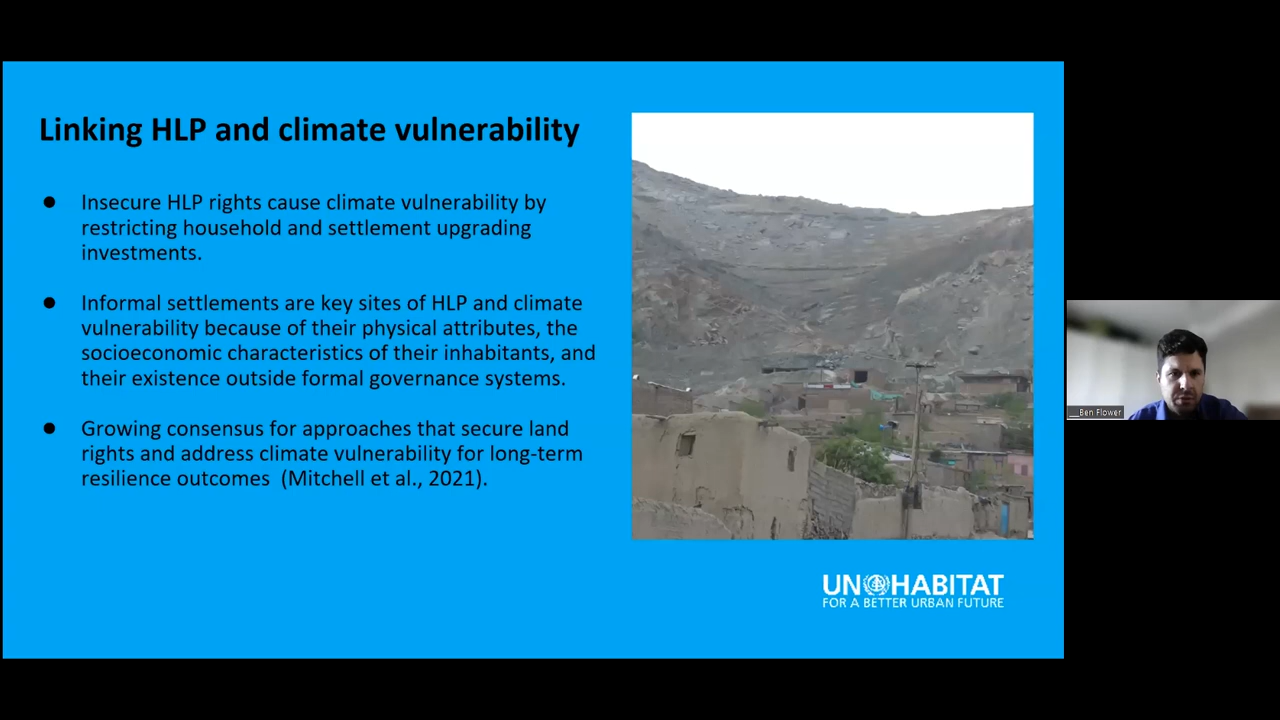 Linking HLP and climate vulnerability
● Insecure HLP rights cause climate vulnerability by
restricting household and settlement upgrading
investments.
● Informal settlements are key sites of HLP and climate
vulnerability because of their physical attributes, the
socioeconomic characteristics of their inhabitants, and
their existence outside formal governance systems.
● Growing consensus for approaches that secure land
rights and address climate vulnerability for long-term
resilience outcomes  (Mitchell et al., 2021).
UN HABITAT
FOR A BETTER URBAN FUTURE
__Ben Flower